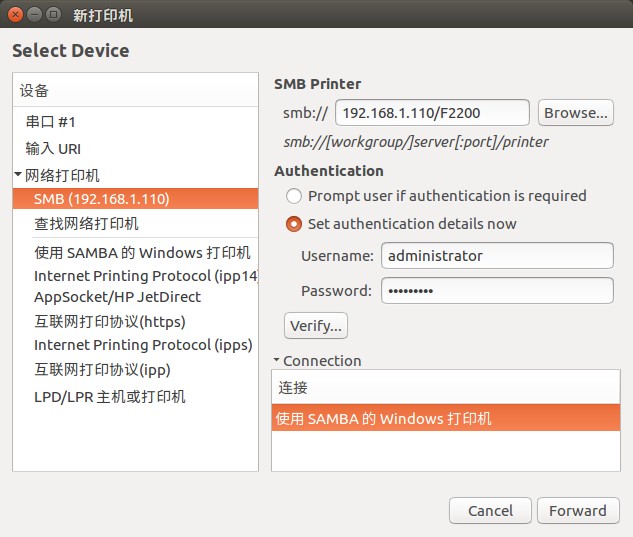 新打印机
Select Device
设备
串口 #1
输入 URI
网络打印机
SMB (192.168.1.110)
查找网络打印机
使用 SAMBA 的 Windows 打印机
Internet Printing Protocol (ipp14)
AppSocket/HP JetDirect
互联网打印协议(https)
Internet Printing Protocol (ipps)
互联网打印协议(ipp)
LPD/LPR 主机或打印机
SMB Printer
smb:// 192.168.1.110/F2200 Browse...
smb://[workgroup/]server[:port]/printer
Authentication
Prompt user if authentication is required
Set authentication details now
Username: administrator
Password: •••••••••
Verify...
Connection
连接
使用 SAMBA 的 Windows 打印机
Cancel Forward